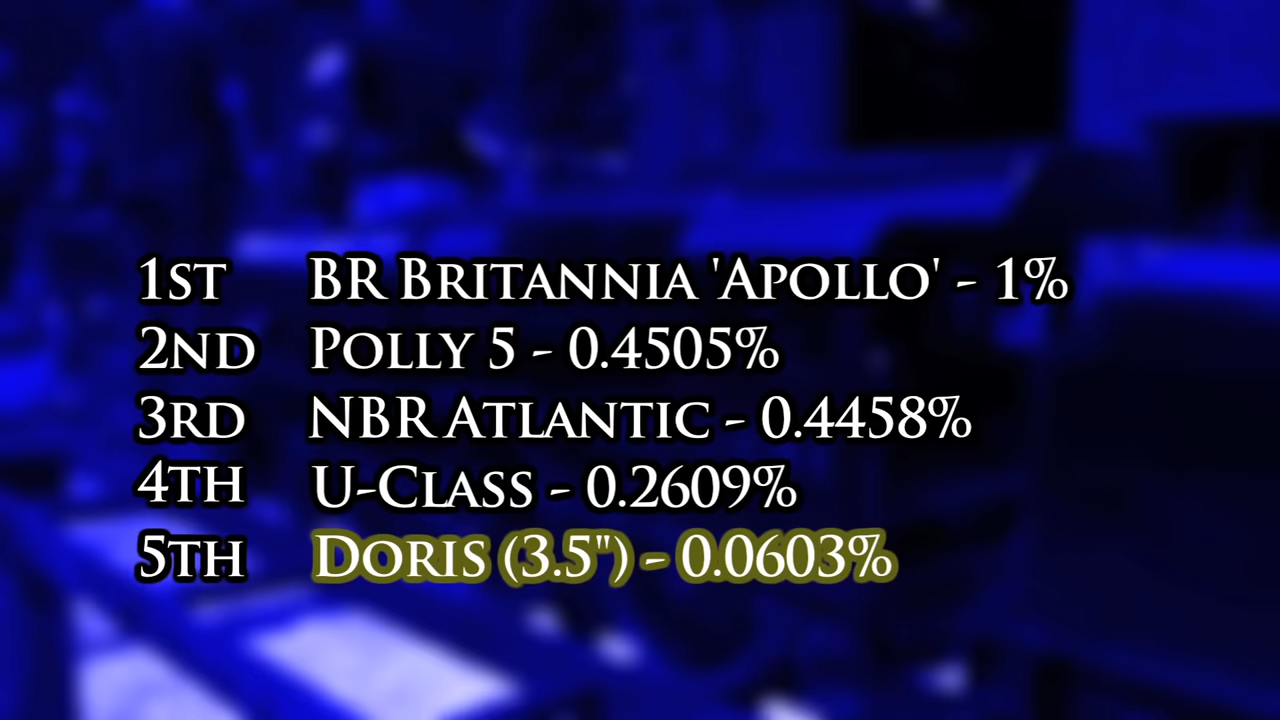 1st BR Britannia 'Apollo' - 1%
2nd Polly 5 - 0.4505%
3rd NBR Atlantic - 0.4458%
4th U-Class - 0.2609%
5th Doris (3.5") - 0.0603%